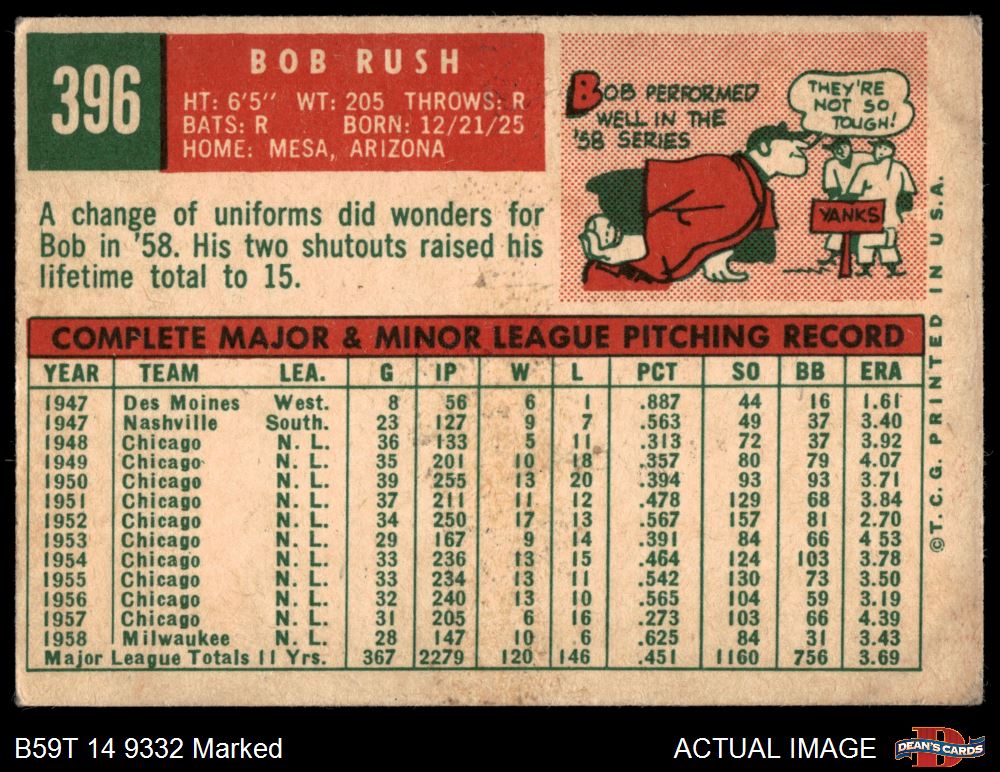 396
BOB RUSH
HT: 6'5" WT: 205 THROWS: R
BATS: R BORN: 12/21/25
HOME: MESA, ARIZONA
A change of uniforms did wonders for
Bob in '58. His two shutouts raised his
lifetime total to 15.
BOB PERFORMED
WELL IN THE
'58 SERIES
THEY'RE
NOT SO
TOUGH!
YANKS
COMPLETE MAJOR & MINOR LEAGUE PITCHING RECORD
YEAR TEAM LEA. G IP W L PCT SO BB ERA
1947 Des Moines West. 8 56 6 1 .887 44 16 1.61
1947 Nashville South. 23 127 9 7 .563 49 37 3.40
1948 Chicago N. L. 36 133 5 11 .313 72 37 3.92
1949 Chicago N. L. 35 201 10 18 .357 80 79 4.07
1950 Chicago N. L. 39 255 13 20 .394 93 93 3.71
1951 Chicago N. L. 37 211 11 12 .478 129 68 3.84
1952 Chicago N. L. 34 250 17 13 .567 157 81 2.70
1953 Chicago N. L. 29 167 9 14 .391 84 66 4 53
1954 Chicago N. L. 33 236 13 15 .464 124 103 3.78
1955 Chicago N. L. 33 234 13 11 .542 130 73 3.50
1956 Chicago N. L. 32 240 13 10 .565 104 59 3.19
1957 Chicago N. L. 31 205 6 16 .273 103 66 4.39
1958 Milwaukee N. L. 28 147 10 6 .625 84 31 3.43
Major League Totals 11 Yrs. 367 2279 120 146 .451 1160 756 3.69
©T.C.G. PRINTED IN U.S.A.
B59T 14 9332 Marked
ACTUAL IMAGE
DEAN'S CARDS